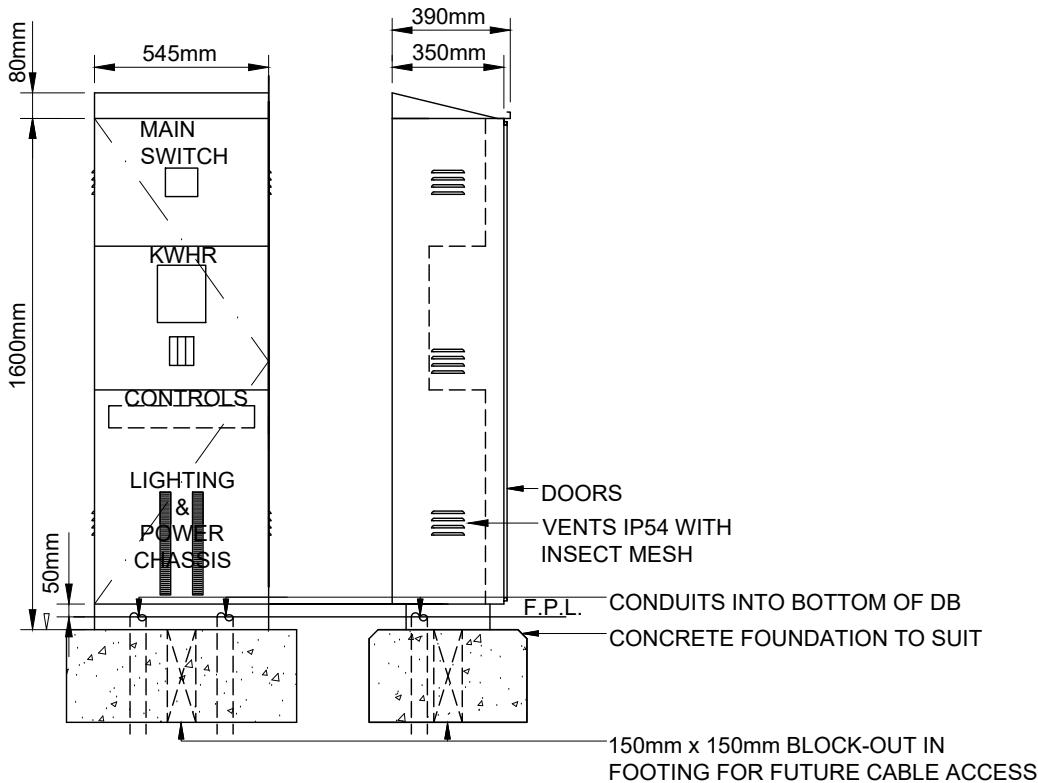 390mm
350mm
545mm
80mm
MAIN
SWITCH
KWHR
1600mm
CONTROLS
LIGHTING
&
POWER
CHASSIS
DOORS
VENTS IP54 WITH
INSECT MESH
50mm
F.P.L.
CONDUITS INTO BOTTOM OF DB
CONCRETE FOUNDATION TO SUIT
150mm x 150mm BLOCK-OUT IN
FOOTING FOR FUTURE CABLE ACCESS